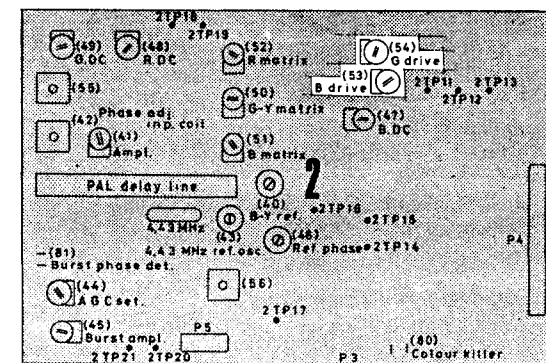 2TP18
2TP19
(49)
G.DC
(48)
R.DC
(52)
R matrix
(54)
G drive
(53)
B drive
2TP11
2TP12
2TP13
(55)
(50)
G-Y matrix
(42)
Phase adj
inp. coil
(41)
Ampl.
(47)
B.DC
(51)
B matrix
2
PAL delay line
(40)
B-Y ref.
2TP16
2TP15
4,43 MHz
(43)
4,43 MHz ref.osc.
(46)
Ref phase
2TP14
P4
(81)
Burst phase det.
(44)
AGC set.
(56)
2TP17
(45)
Burst ampl.
P5
2TP21
2TP20
P3
(80)
Colour killer